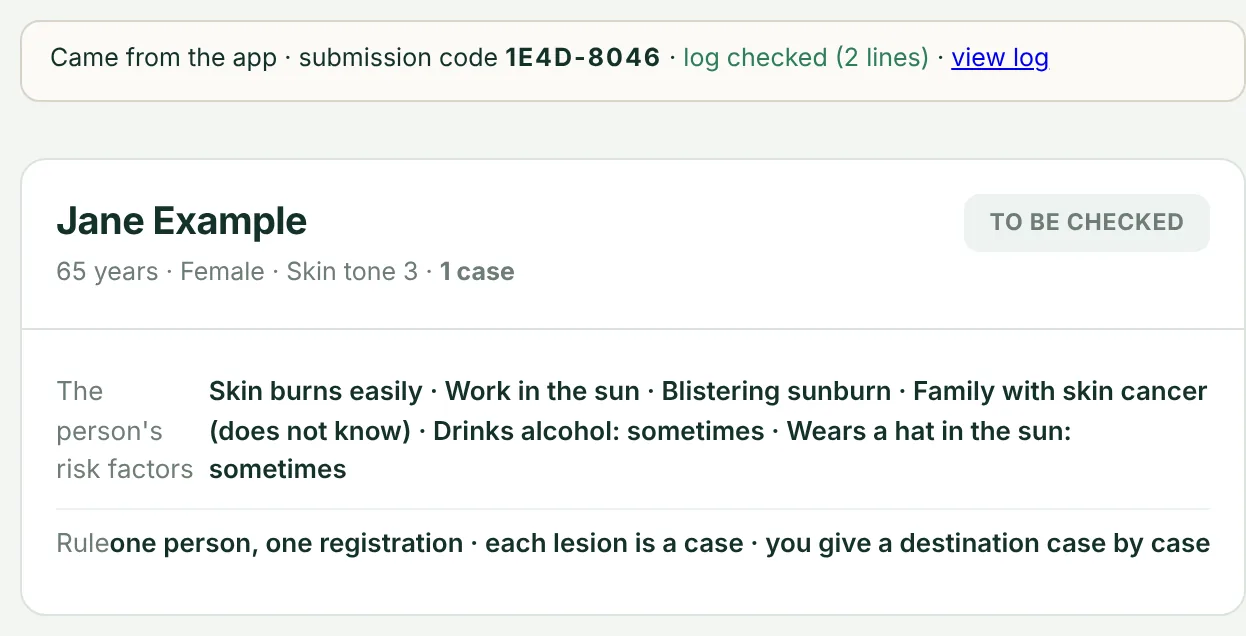 Came from the app · submission code 1E4D-8046 · log checked (2 lines) · view log
Jane Example
TO BE CHECKED
65 years · Female · Skin tone 3 · 1 case
The person's risk factors
Skin burns easily · Work in the sun · Blistering sunburn · Family with skin cancer
(does not know) · Drinks alcohol: sometimes · Wears a hat in the sun:
sometimes
Rule one person, one registration · each lesion is a case · you give a destination case by case